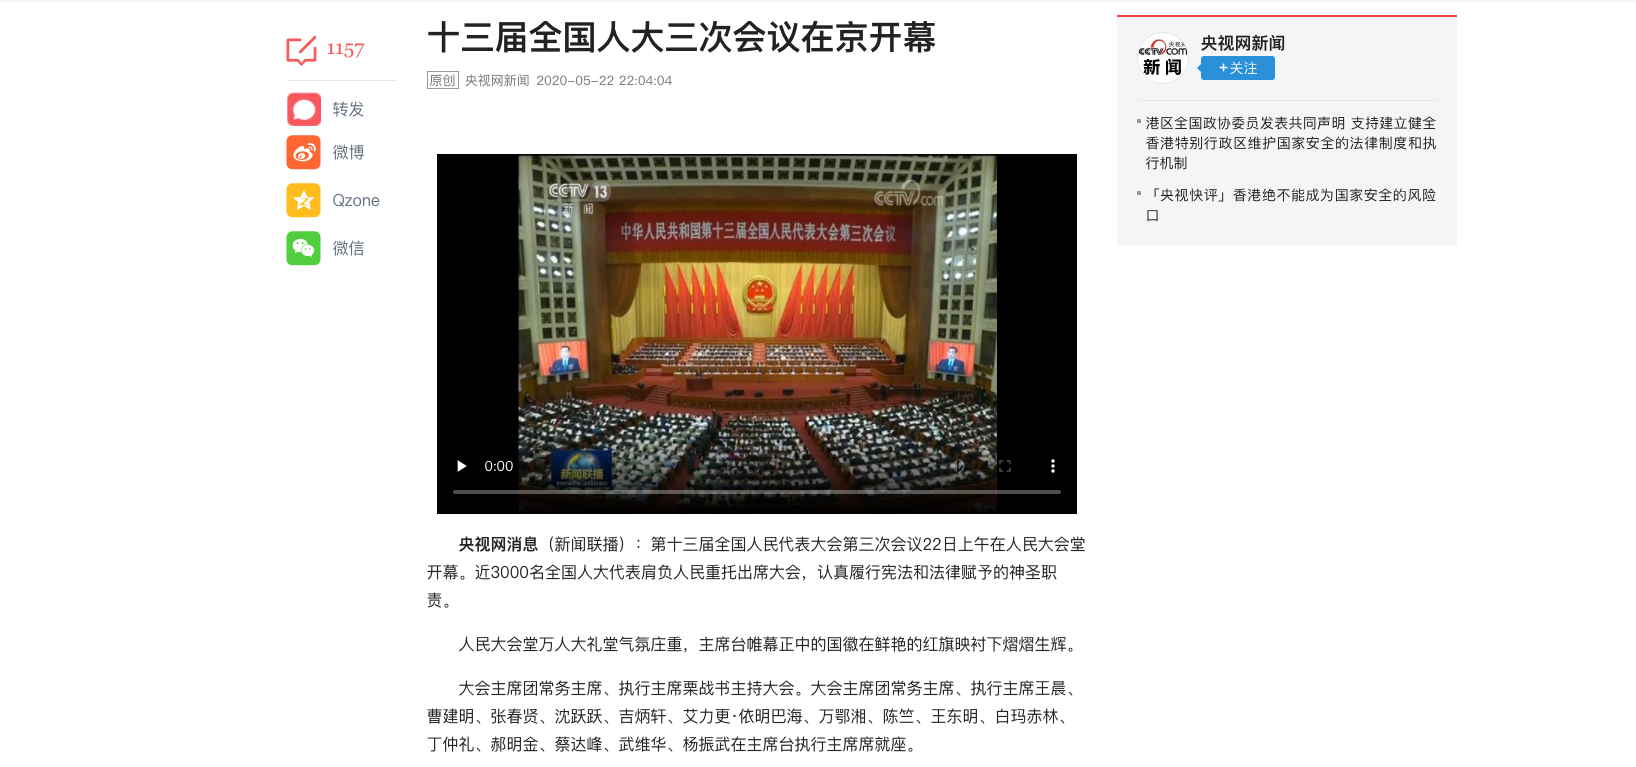 1157
转发
微博
Qzone
微信
十三届全国人大三次会议在京开幕
原创 央视网新闻 2020-05-22 22:04:04
CCTV 13
新闻
CCTV.com
中华人民共和国第十三届全国人民代表大会第三次会议
新闻联播
0:00
央视网消息（新闻联播）：第十三届全国人民代表大会第三次会议22日上午在人民大会堂
开幕。近3000名全国人大代表肩负人民重托出席大会，认真履行宪法和法律赋予的神圣职
责。
人民大会堂万人大礼堂气氛庄重，主席台帷幕正中的国徽在鲜艳的红旗映衬下熠熠生辉。
大会主席团常务主席、执行主席栗战书主持大会。大会主席团常务主席、执行主席王晨、
曹建明、张春贤、沈跃跃、吉炳轩、艾力更·依明巴海、万鄂湘、陈竺、王东明、白玛赤林、
丁仲礼、郝明金、蔡达峰、武维华、杨振武在主席台执行主席席就座。
央视网
CCTV.com
新闻
央视网新闻
+关注
港区全国政协委员发表共同声明 支持建立健全
香港特别行政区维护国家安全的法律制度和执
行机制
「央视快评」香港绝不能成为国家安全的风险
口